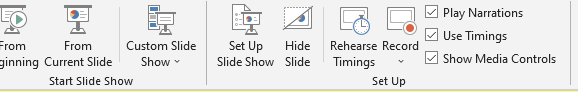 From Beginning
From Current Slide
Custom Slide Show
Set Up Slide Show
Hide Slide
Rehearse Timings
Record
Play Narrations
Use Timings
Show Media Controls
Start Slide Show
Set Up